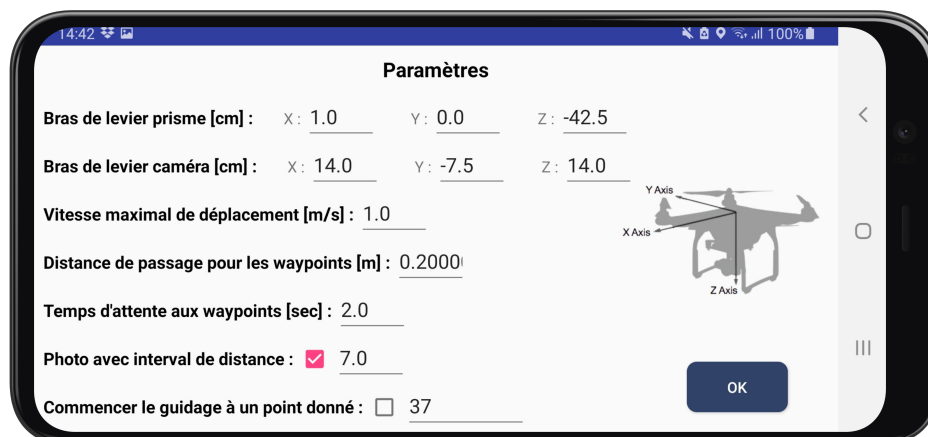 14:42 100%
Paramètres
Bras de levier prisme [cm] : X : 1.0 Y : 0.0 Z : -42.5
Bras de levier caméra [cm] : X : 14.0 Y : -7.5 Z : 14.0
Y Axis
Vitesse maximal de déplacement [m/s] : 1.0
X Axis
Distance de passage pour les waypoints [m] : 0.2000
Z Axis
Temps d'attente aux waypoints [sec] : 2.0
Photo avec interval de distance : 7.0
OK
Commencer le guidage à un point donné : 37